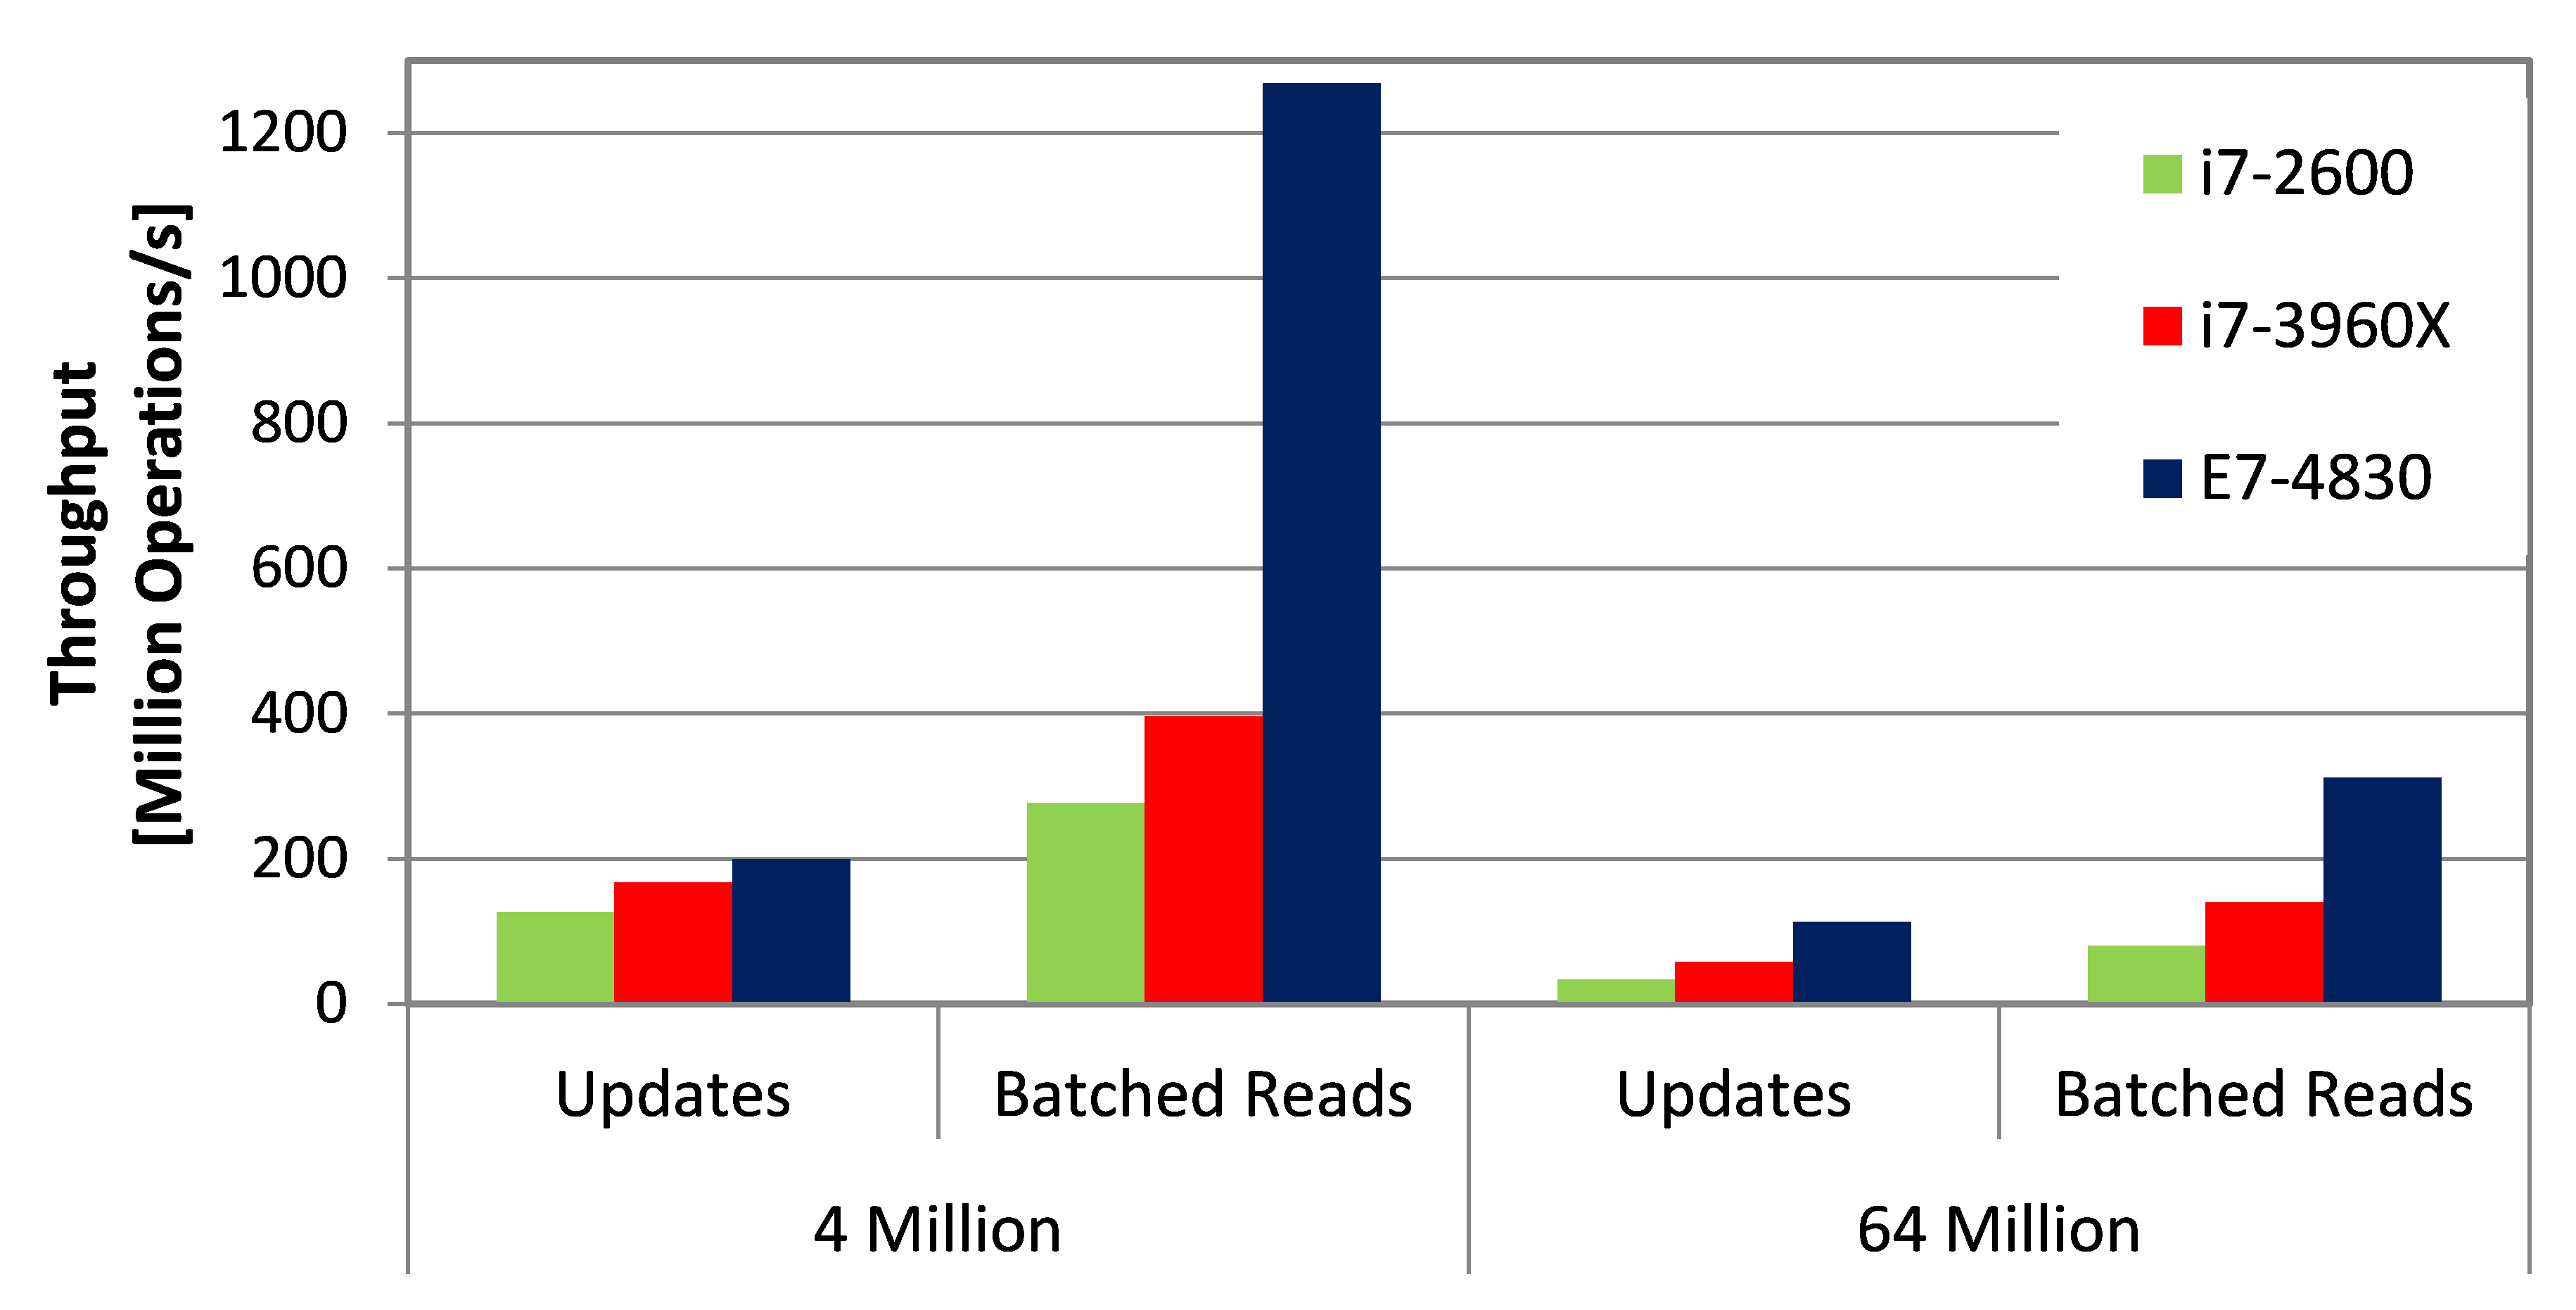 Throughput
[Million Operations/s]
1200
1000
800
600
400
200
0
i7-2600
i7-3960X
E7-4830
Updates
Batched Reads
Updates
Batched Reads
4 Million
64 Million